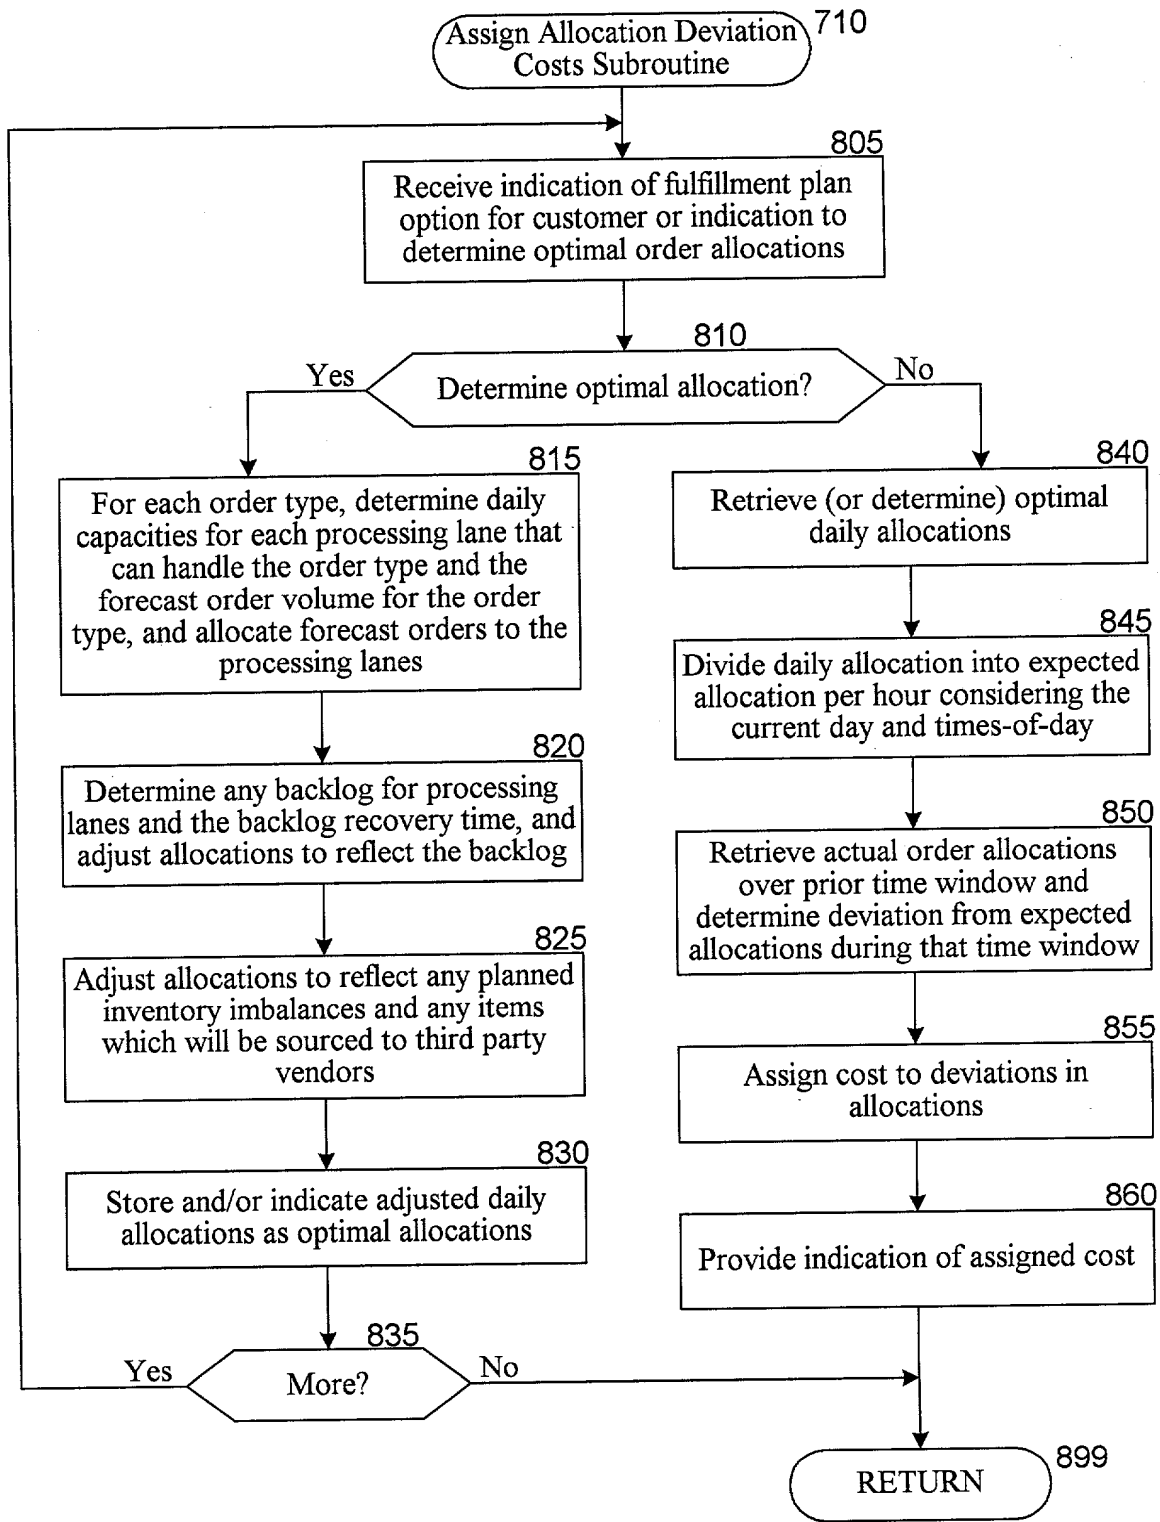 Assign Allocation Deviation
Costs Subroutine
710
805
Receive indication of fulfillment plan
option for customer or indication to
determine optimal order allocations
810
Yes
Determine optimal allocation?
No
815
For each order type, determine daily
capacities for each processing lane that
can handle the order type and the
forecast order volume for the order
type, and allocate forecast orders to the
processing lanes
820
Determine any backlog for processing
lanes and the backlog recovery time, and
adjust allocations to reflect the backlog
825
Adjust allocations to reflect any planned
inventory imbalances and any items
which will be sourced to third party
vendors
830
Store and/or indicate adjusted daily
allocations as optimal allocations
835
Yes
More?
No
840
Retrieve (or determine) optimal
daily allocations
845
Divide daily allocation into expected
allocation per hour considering the
current day and times-of-day
850
Retrieve actual order allocations
over prior time window and
determine deviation from expected
allocations during that time window
855
Assign cost to deviations in
allocations
860
Provide indication of assigned cost
899
RETURN